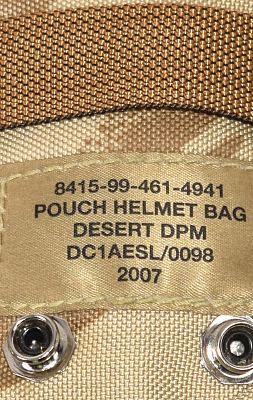 8415-99-461-4941
POUCH HELMET BAG
DESERT DPM
DC1AESL/0098
2007